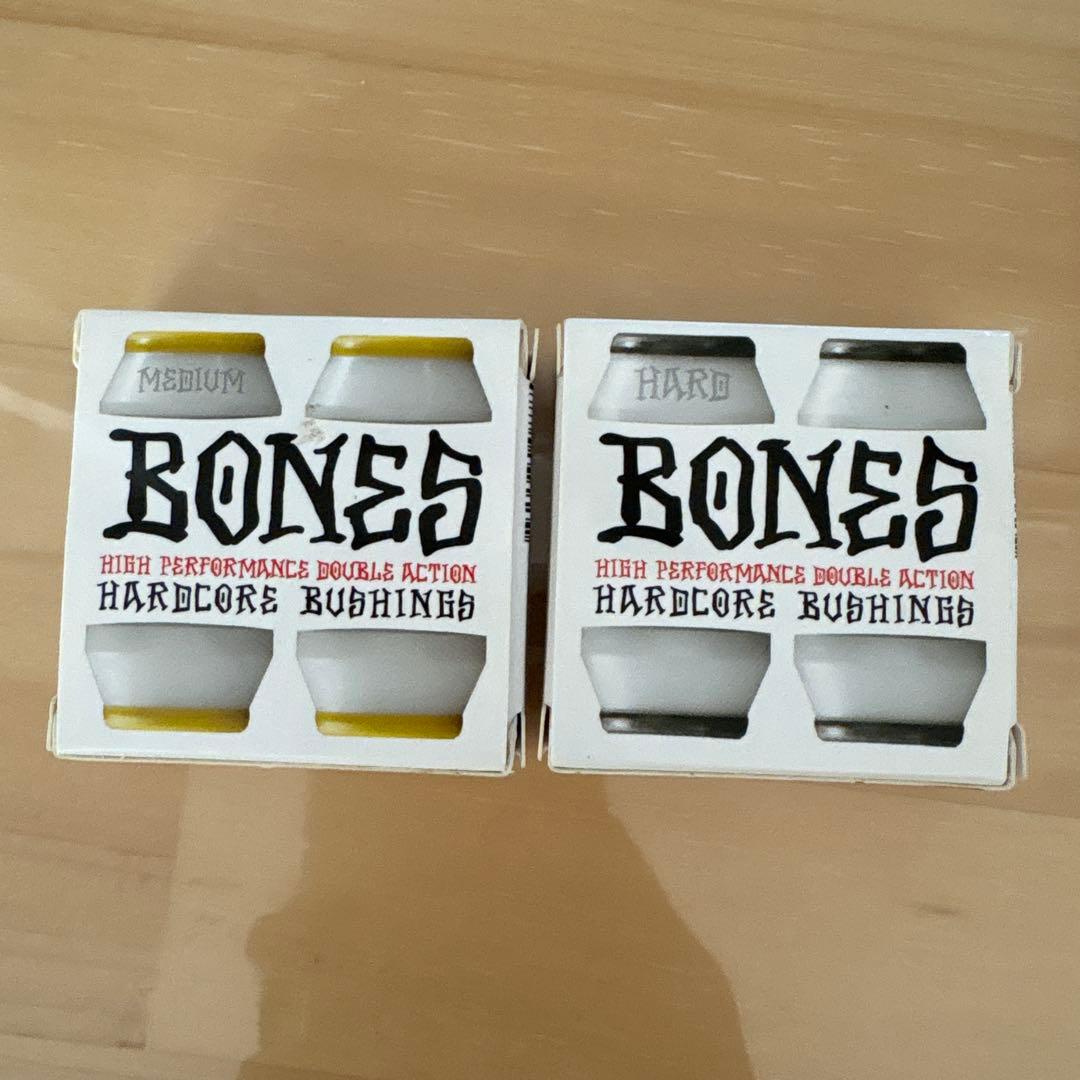 MEDIUM
BONES
HIGH PERFORMANCE DOUBLE ACTION
HARDCORE BUSHINGS
HARD
BONES
HIGH PERFORMANCE DOUBLE ACTION
HARDCORE BUSHINGS